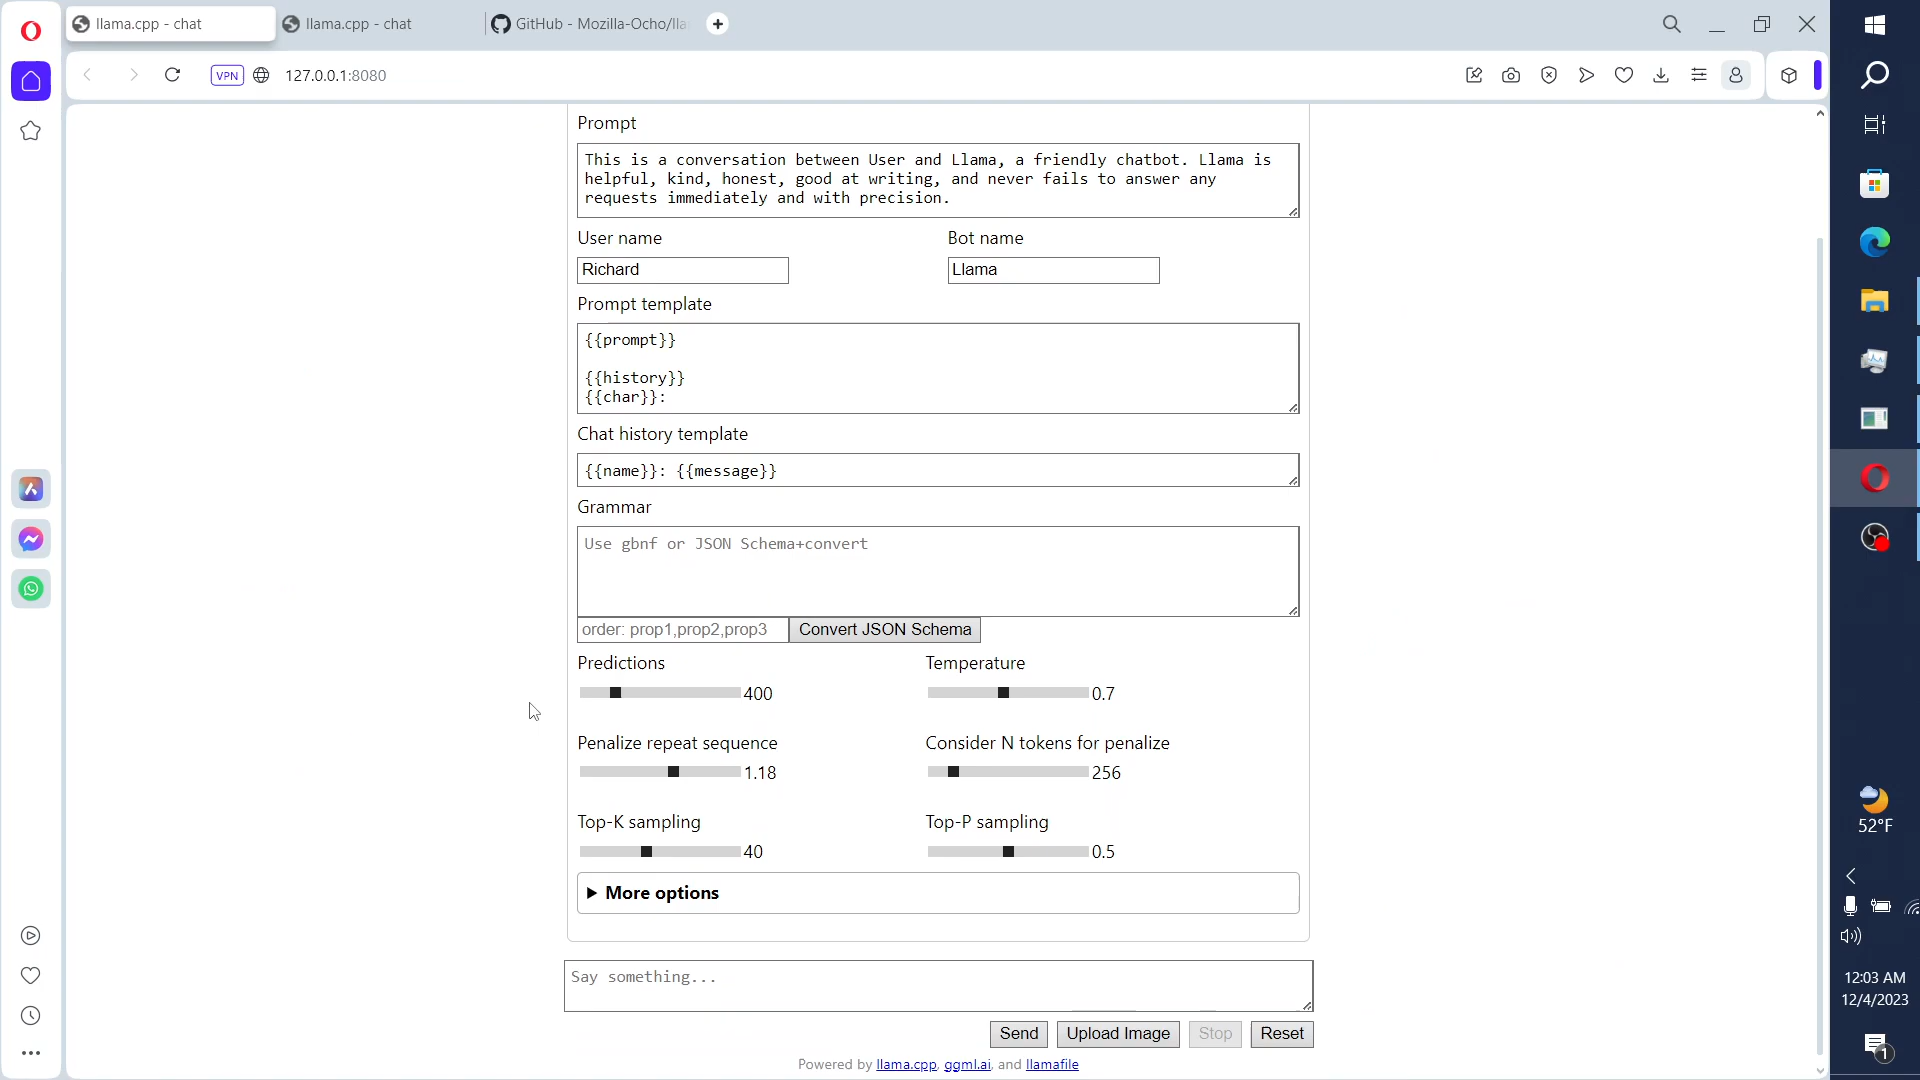 llama.cpp - chat
llama.cpp - chat
GitHub - Mozilla-Ocho/lla
VPN
127.0.0.1:8080
Prompt
This is a conversation between User and Llama, a friendly chatbot. Llama is
helpful, kind, honest, good at writing, and never fails to answer any
requests immediately and with precision.
User name
Bot name
Richard
Llama
Prompt template
{{prompt}}
{{history}}
{{char}}:
Chat history template
{{name}}: {{message}}
Grammar
Use gbnf or JSON Schema+convert
order: prop1,prop2,prop3
Convert JSON Schema
Predictions
Temperature
400
0.7
Penalize repeat sequence
Consider N tokens for penalize
1.18
256
Top-K sampling
Top-P sampling
40
0.5
More options
Say something...
Send
Upload Image
Stop
Reset
Powered by llama.cpp, ggml.ai, and llamafile
52°F
12:03 AM
12/4/2023
1